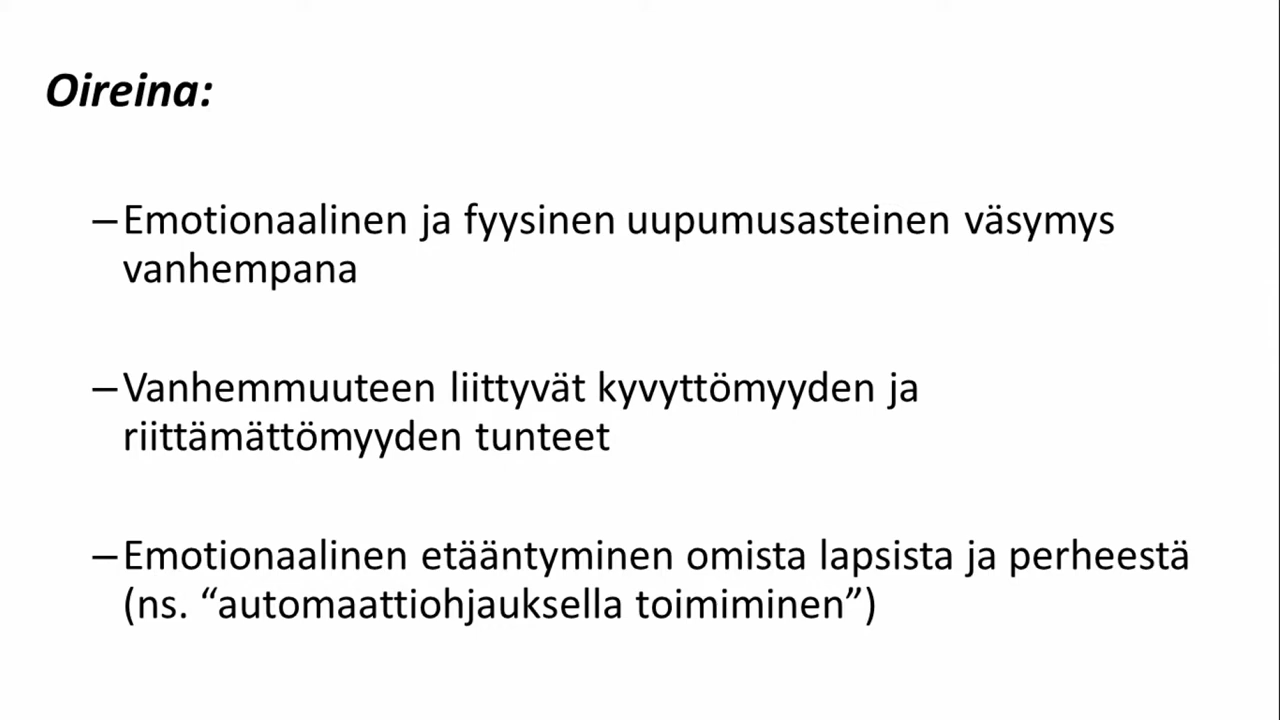 Oireina:
–Emotionaalinen ja fyysinen uupumusasteinen väsymys
vanhempana
–Vanhemmuuteen liittyvät kyvyttömyyden ja
riittämättömyyden tunteet
–Emotionaalinen etääntyminen omista lapsista ja perheestä
(ns. “automaattiohjauksella toimiminen”)